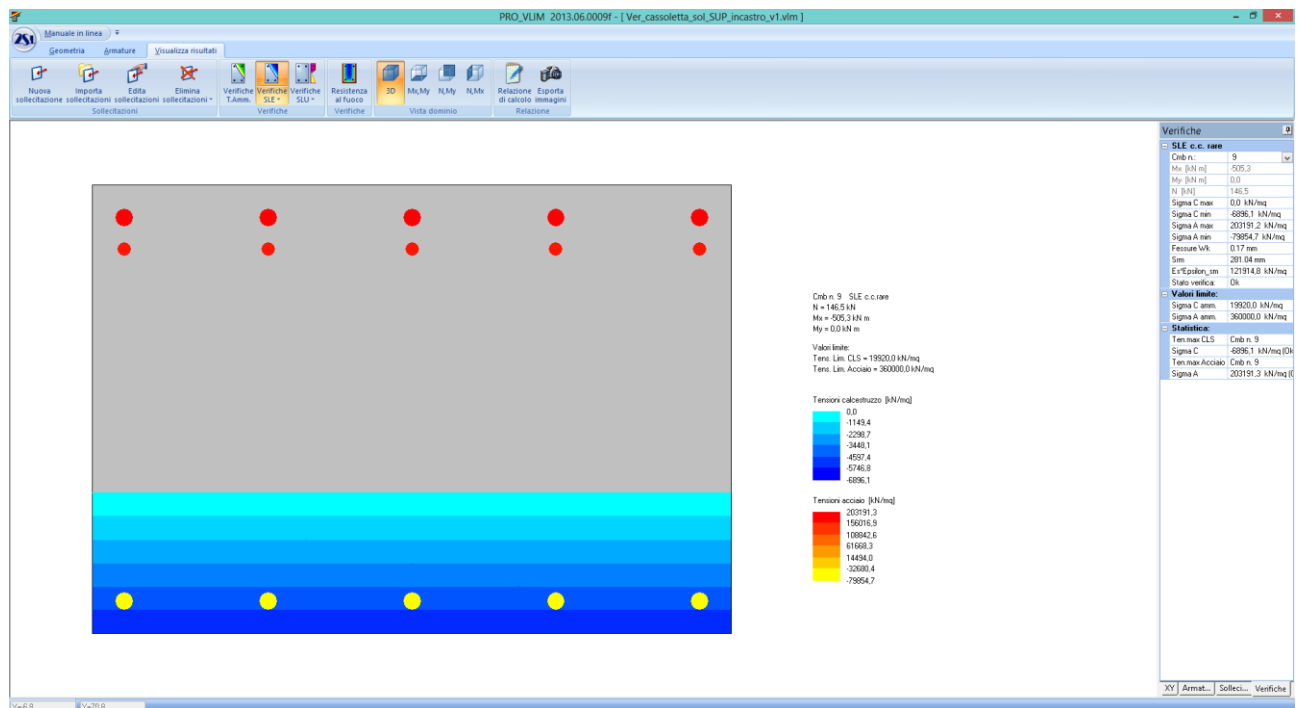 PRO_VLIM 2013.06.0009f - [ Ver_cassoletta_sol_SUP_incastro_v1.vlm ]
2SI
Manuale in linea
Geometria Armature Visualizza risultati
Nuova sollecitazione
Importa sollecitazioni
Edita sollecitazioni
Elimina sollecitazioni
Verifiche T.Amm.
Verifiche SLE
Verifiche SLU
Resistenza al fuoco
3D
Mx,My
N,My
N,Mx
Relazione di calcolo
Esporta immagini
Sollecitazioni Verifiche Verifiche Vista dominio Relazione
Cmb n. 9 SLE c.c.rare
N = 146,5 kN
Mx = -505,3 kN m
My = 0,0 kN m
Valori limite:
Tens. Lim. CLS = 19920,0 kN/mq
Tens. Lim. Acciaio = 360000,0 kN/mq
Tensioni calcestruzzo [kN/mq]
0,0
-1149,4
-2298,7
-3448,1
-4597,4
-5746,8
-6896,1
Tensioni acciaio [kN/mq]
203191,3
156016,9
108842,6
61668,3
14494,0
-32680,4
-79854,7
Verifiche
SLE c.c. rare
Cmb n.: 9
Mx [kN m] -505,3
My [kN m] 0,0
N [kN] 146,5
Sigma C max 0,0 kN/mq
Sigma C min -6896,1 kN/mq
Sigma A max 203191,2 kN/mq
Sigma A min -79854,7 kN/mq
Fessure Wk 0.17 mm
Srm 281.04 mm
Es*Epsilon_sm 121914,8 kN/mq
Stato verifica: Ok
Valori limite:
Sigma C amm. 19920,0 kN/mq
Sigma A amm. 360000,0 kN/mq
Statistica:
Ten.max CLS Cmb n. 9
Sigma C -6896,1 kN/mq (Ok
Ten.max Acciaio Cmb n. 9
Sigma A 203191,3 kN/mq (
XY Armat... Solleci... Verifiche
X=-6.9 Y=70.9